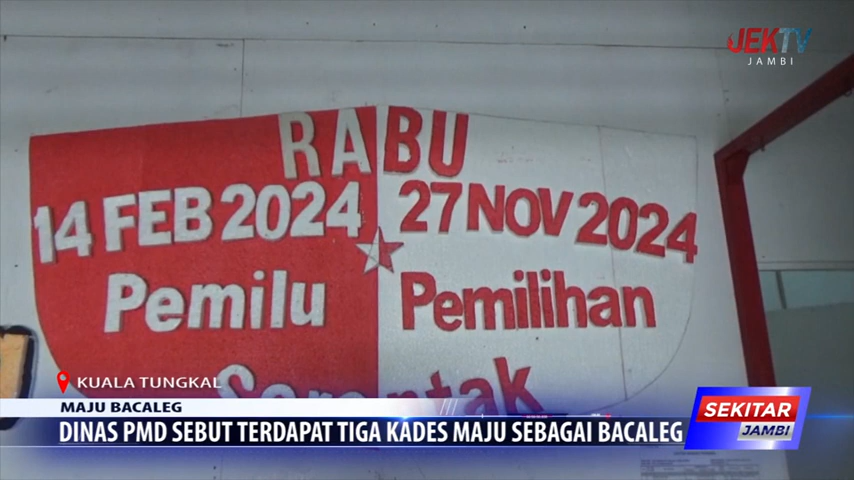 JEKTV
JAMBI
RABU
14 FEB 2024
27 NOV 2024
Pemilu
Pemilihan
Serentak
KUALA TUNGKAL
MAJU BACALEG
DINAS PMD SEBUT TERDAPAT TIGA KADES MAJU SEBAGAI BACALEG
SEKITAR
JAMBI